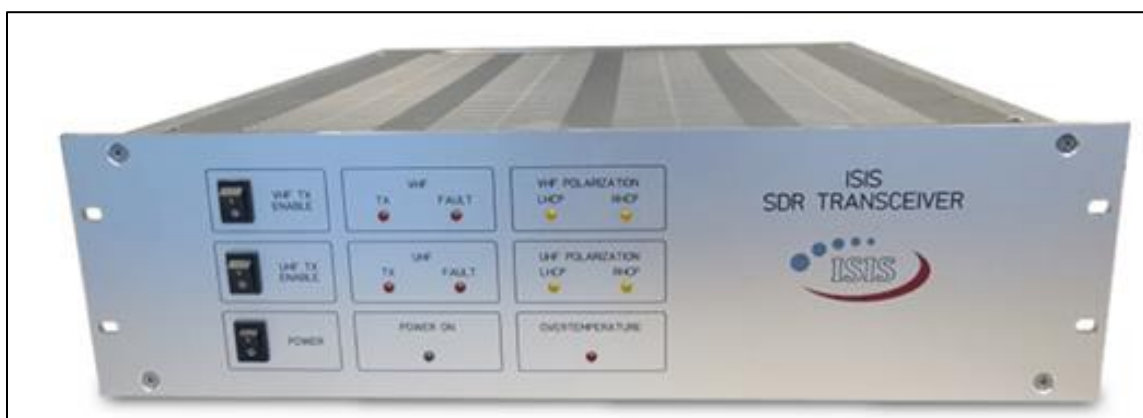 VHF TX
ENABLE
VHF
TX FAULT
VHF POLARIZATION
LHCP RHCP
ISIS
SDR TRANSCEIVER
UHF TX
ENABLE
UHF
TX FAULT
UHF POLARIZATION
LHCP RHCP
ISIS
POWER
POWER ON
OVERTEMPERATURE